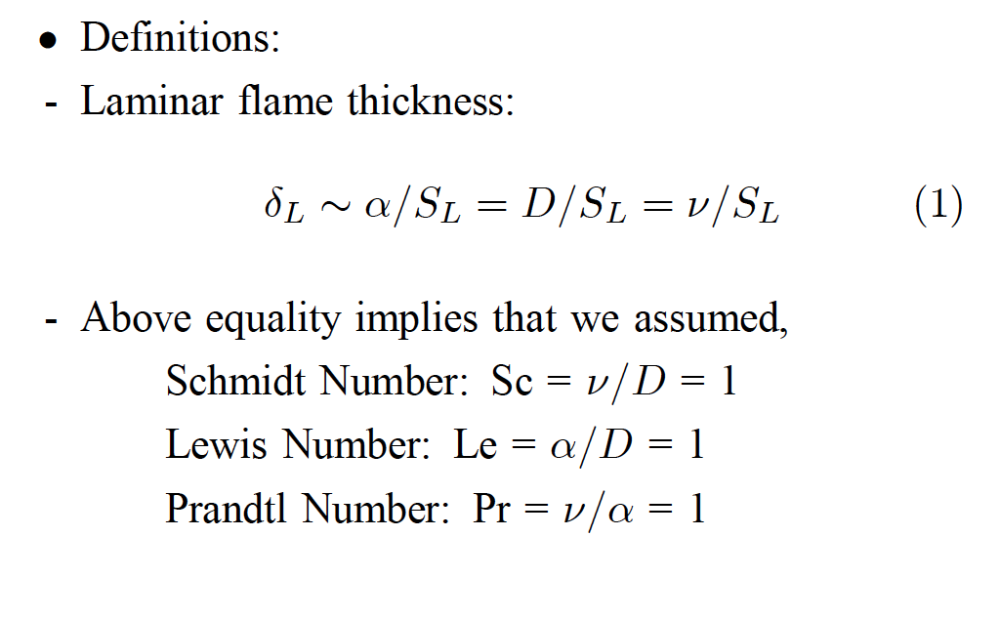 • Definitions:
- Laminar flame thickness:
δ_L ∼ α/S_L = D/S_L = ν/S_L (1)
- Above equality implies that we assumed,
Schmidt Number: Sc = ν/D = 1
Lewis Number: Le = α/D = 1
Prandtl Number: Pr = ν/α = 1